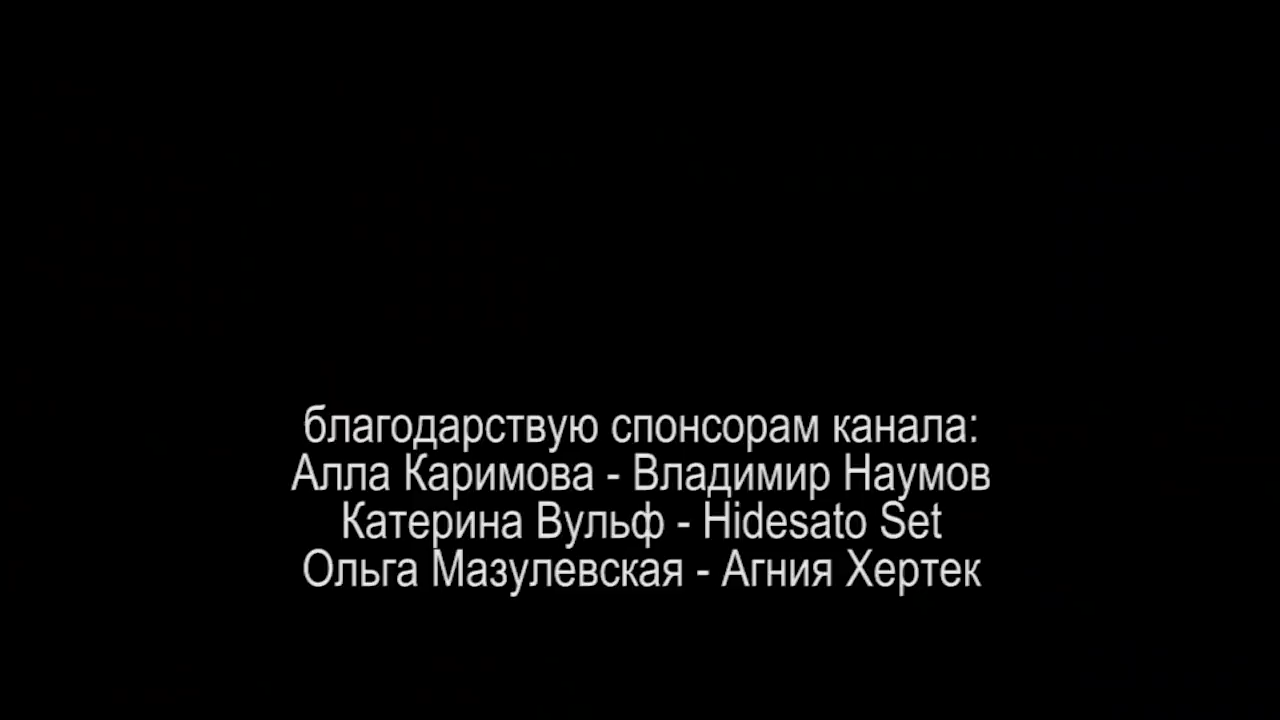 благодарствую спонсорам канала:
Алла Каримова - Владимир Наумов
Катерина Вульф - Hidesato Set
Ольга Мазулевская - Агния Хертек